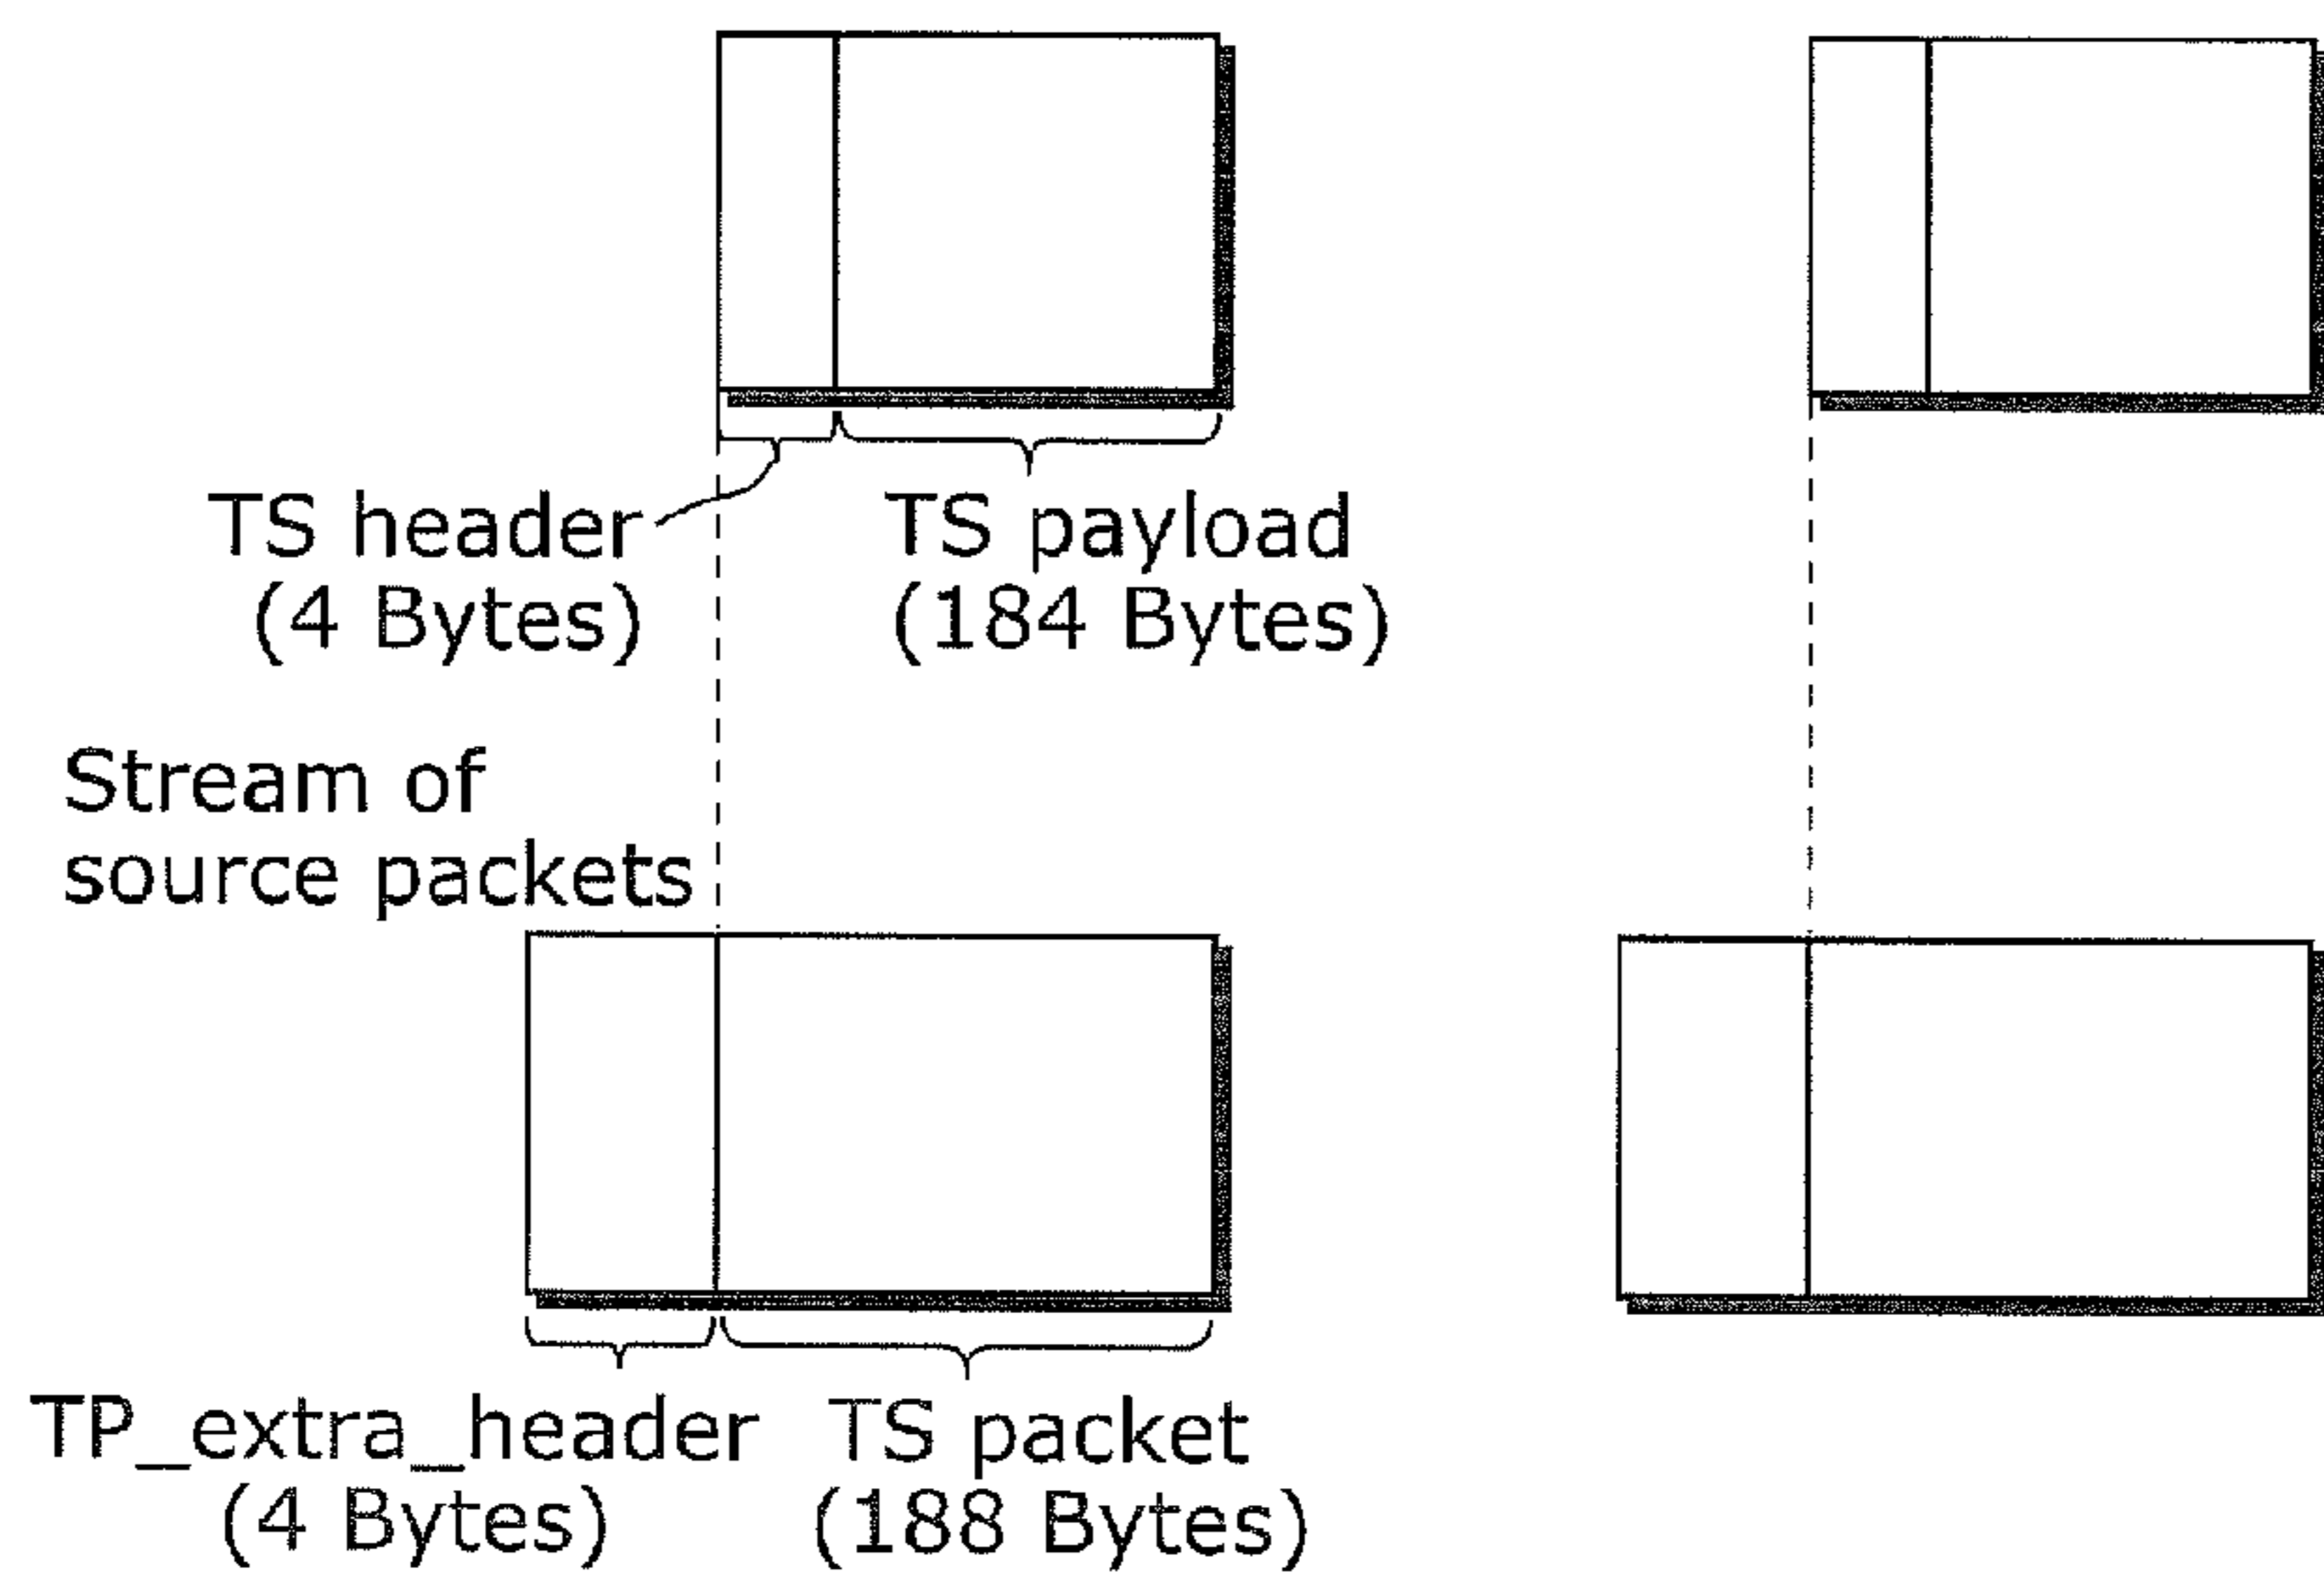 TS header
(4 Bytes)
TS payload
(184 Bytes)
Stream of
source packets
TP_extra_header
(4 Bytes)
TS packet
(188 Bytes)